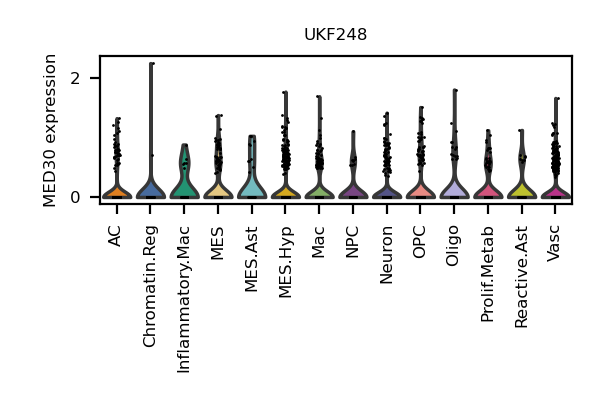 UKF248
MED30 expression
2
0
AC
Chromatin.Reg
Inflammatory.Mac
MES
MES.Ast
MES.Hyp
Mac
NPC
Neuron
OPC
Oligo
Prolif.Metab
Reactive.Ast
Vasc